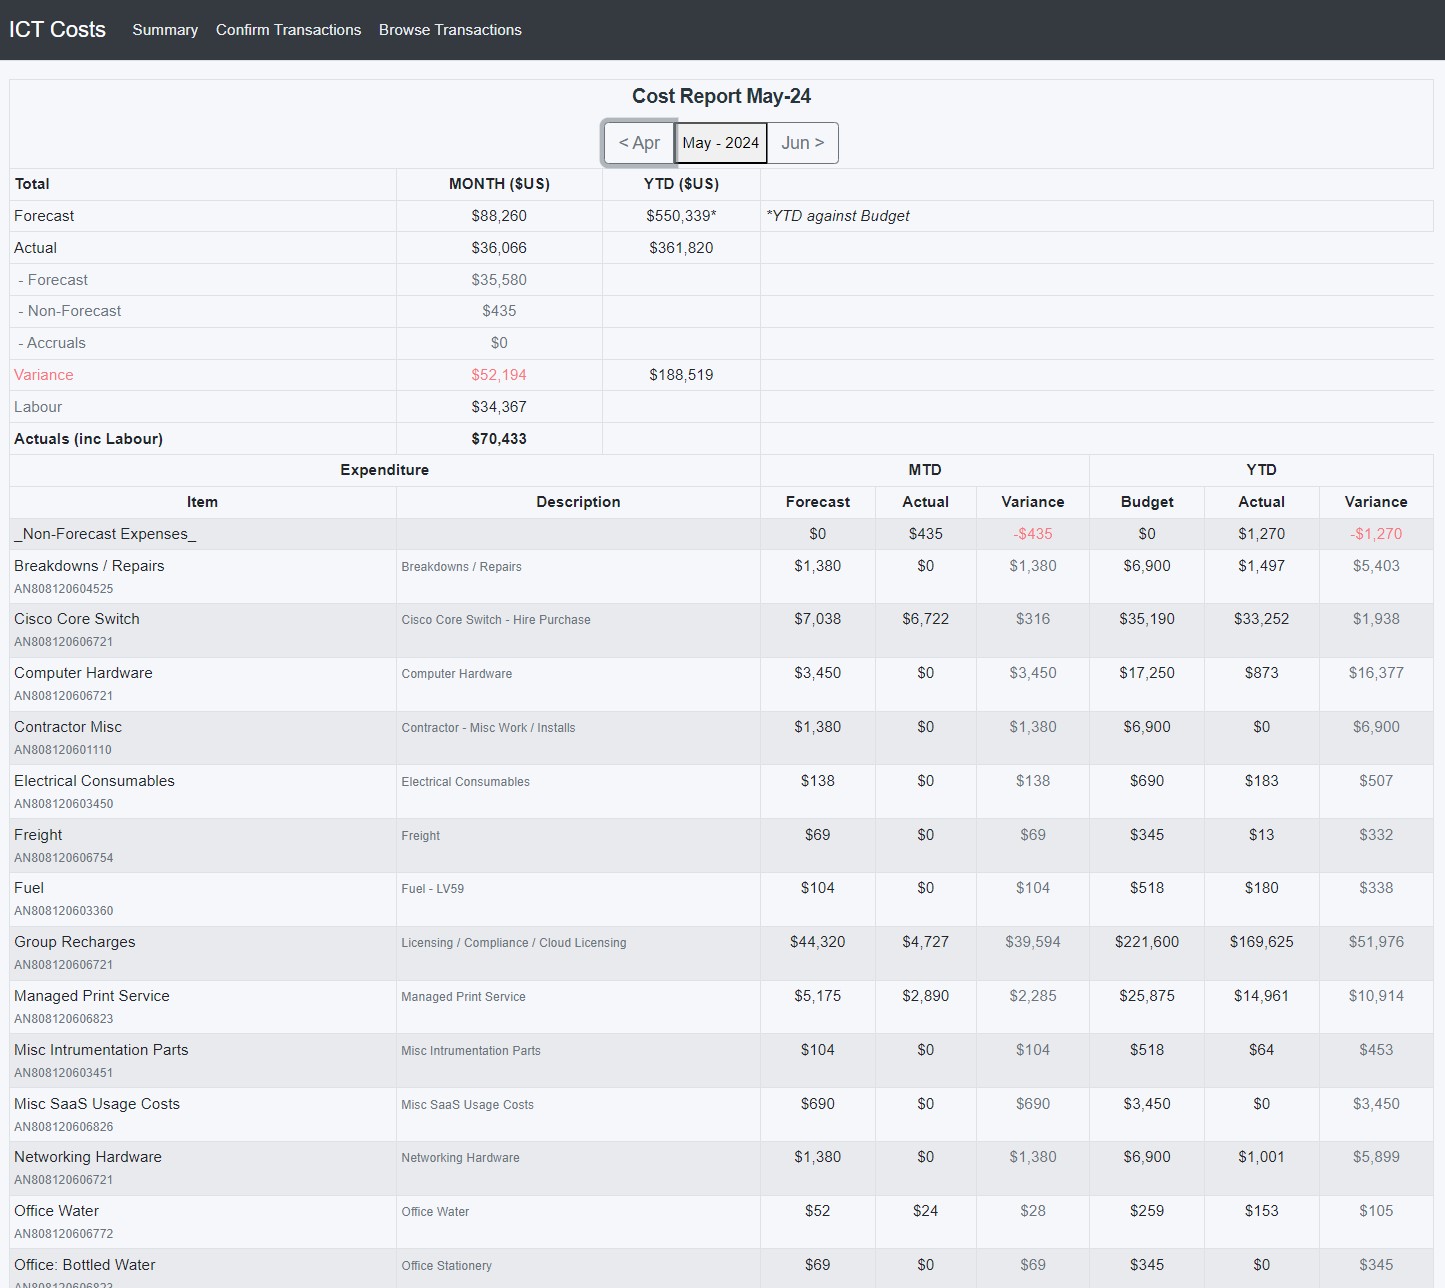 ICT Costs Summary Confirm Transactions Browse Transactions
Cost Report May-24
< Apr May - 2024 Jun >
Total MONTH ($US) YTD ($US)
Forecast $88,260 $550,339* *YTD against Budget
Actual $36,066 $361,820
- Forecast $35,580
- Non-Forecast $435
- Accruals $0
Variance $52,194 $188,519
Labour $34,367
Actuals (inc Labour) $70,433
Expenditure MTD YTD
Item Description Forecast Actual Variance Budget Actual Variance
_Non-Forecast Expenses_ $0 $435 -$435 $0 $1,270 -$1,270
Breakdowns / Repairs Breakdowns / Repairs $1,380 $0 $1,380 $6,900 $1,497 $5,403
AN808120604525
Cisco Core Switch Cisco Core Switch - Hire Purchase $7,038 $6,722 $316 $35,190 $33,252 $1,938
AN808120606721
Computer Hardware Computer Hardware $3,450 $0 $3,450 $17,250 $873 $16,377
AN808120606721
Contractor Misc Contractor - Misc Work / Installs $1,380 $0 $1,380 $6,900 $0 $6,900
AN808120601110
Electrical Consumables Electrical Consumables $138 $0 $138 $690 $183 $507
AN808120603450
Freight Freight $69 $0 $69 $345 $13 $332
AN808120606754
Fuel Fuel - LV59 $104 $0 $104 $518 $180 $338
AN808120603360
Group Recharges Licensing / Compliance / Cloud Licensing $44,320 $4,727 $39,594 $221,600 $169,625 $51,976
AN808120606721
Managed Print Service Managed Print Service $5,175 $2,890 $2,285 $25,875 $14,961 $10,914
AN808120606823
Misc Intrumentation Parts Misc Intrumentation Parts $104 $0 $104 $518 $64 $453
AN808120603451
Misc SaaS Usage Costs Misc SaaS Usage Costs $690 $0 $690 $3,450 $0 $3,450
AN808120606826
Networking Hardware Networking Hardware $1,380 $0 $1,380 $6,900 $1,001 $5,899
AN808120606721
Office Water Office Water $52 $24 $28 $259 $153 $105
AN808120606772
Office: Bottled Water Office Stationery $69 $0 $69 $345 $0 $345
AN808120606823